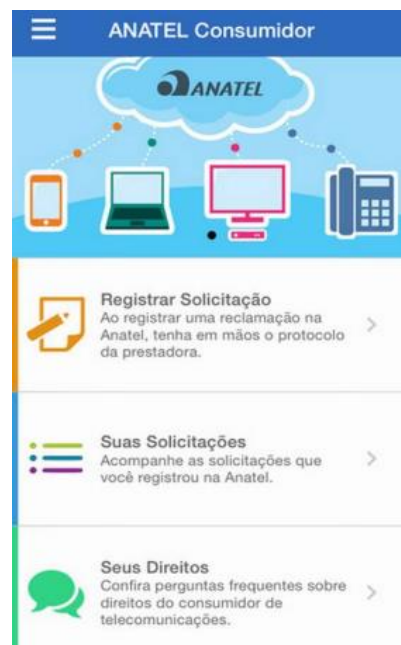 ANATEL Consumidor
ANATEL
Registrar Solicitação
Ao registrar uma reclamação na
Anatel, tenha em mãos o protocolo
da prestadora.
Suas Solicitações
Acompanhe as solicitações que
você registrou na Anatel.
Seus Direitos
Confira perguntas frequentes sobre
direitos do consumidor de
telecomunicações.